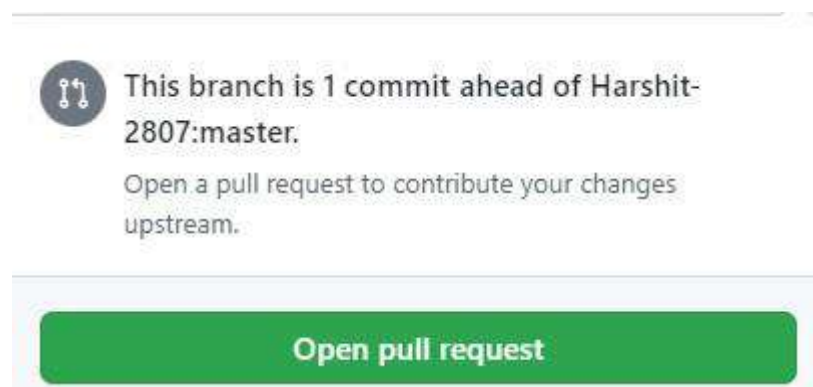 This branch is 1 commit ahead of Harshit-
2807:master.
Open a pull request to contribute your changes
upstream.
Open pull request